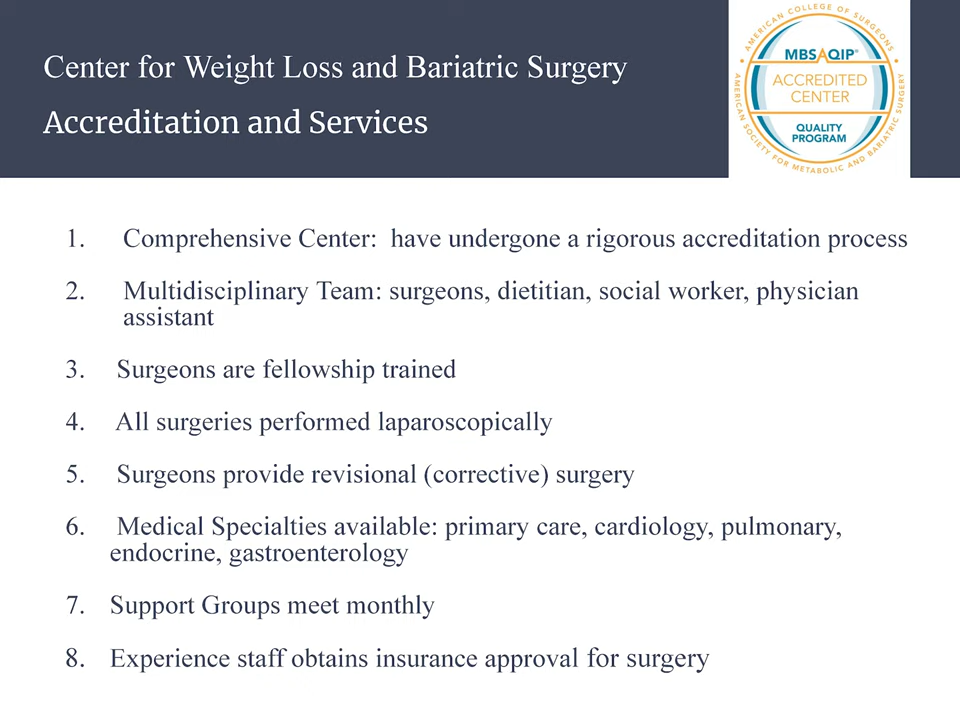 Center for Weight Loss and Bariatric Surgery
Accreditation and Services
AMERICAN COLLEGE OF SURGEONS
MBSAQIP®
ACCREDITED
CENTER
QUALITY
PROGRAM
AMERICAN SOCIETY FOR METABOLIC AND BARIATRIC SURGERY
1. Comprehensive Center: have undergone a rigorous accreditation process
2. Multidisciplinary Team: surgeons, dietitian, social worker, physician
assistant
3. Surgeons are fellowship trained
4. All surgeries performed laparoscopically
5. Surgeons provide revisional (corrective) surgery
6. Medical Specialties available: primary care, cardiology, pulmonary,
endocrine, gastroenterology
7. Support Groups meet monthly
8. Experience staff obtains insurance approval for surgery